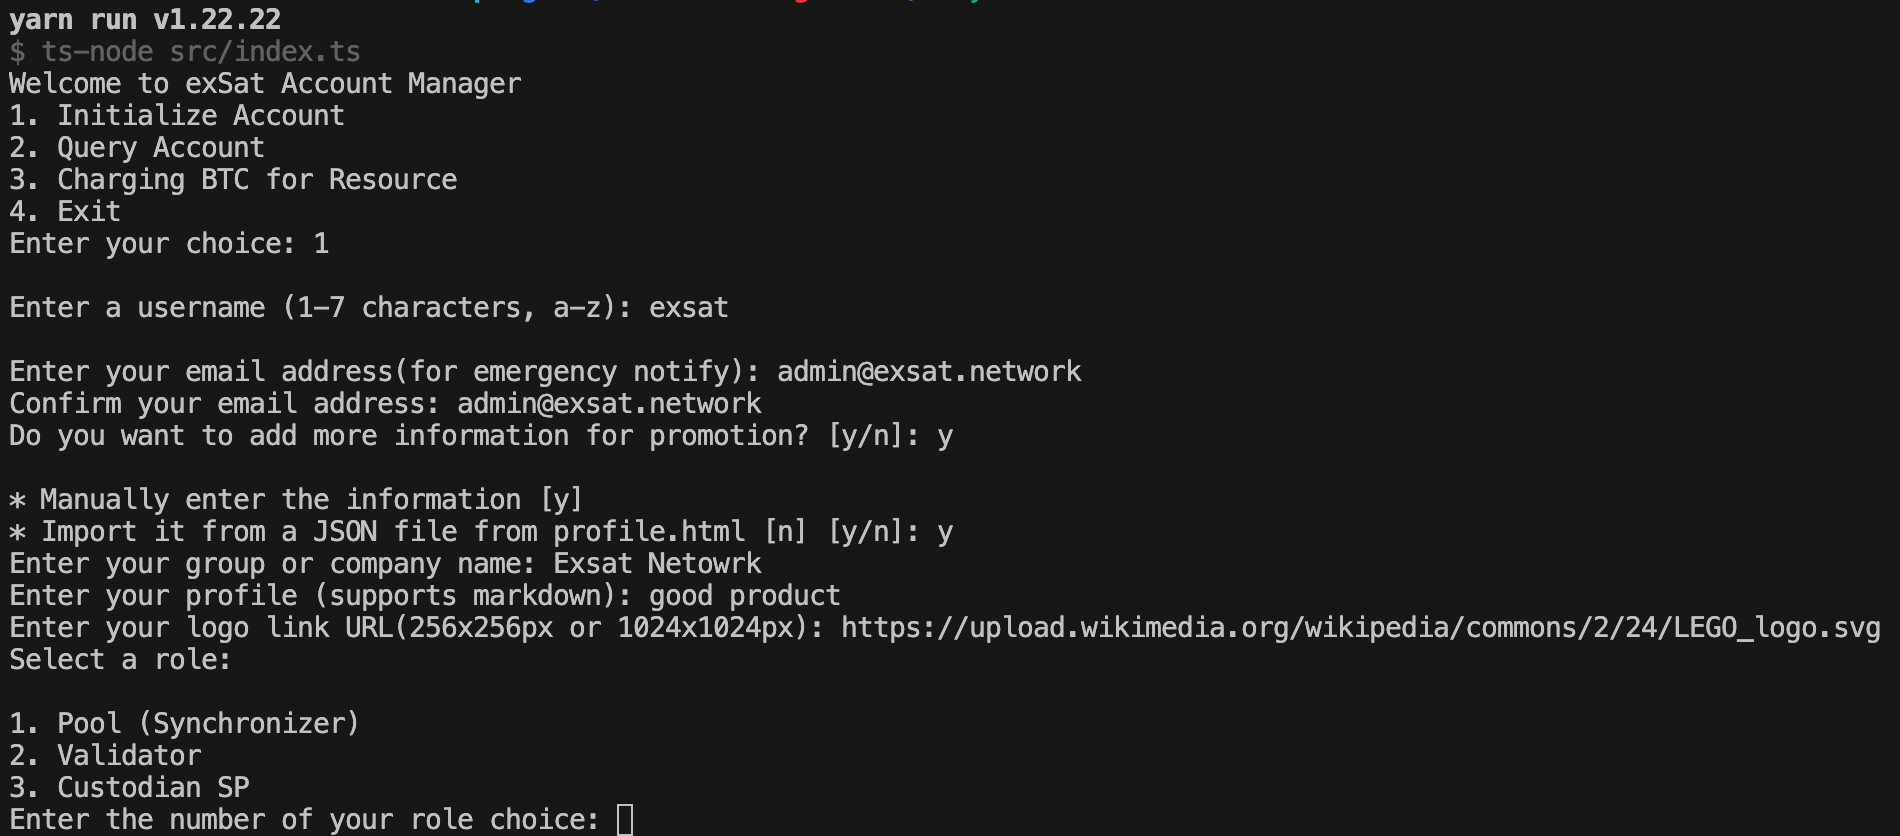 yarn run v1.22.22
$ ts-node src/index.ts
Welcome to exSat Account Manager
1. Initialize Account
2. Query Account
3. Charging BTC for Resource
4. Exit
Enter your choice: 1
Enter a username (1-7 characters, a-z): exsat
Enter your email address(for emergency notify): admin@exsat.network
Confirm your email address: admin@exsat.network
Do you want to add more information for promotion? [y/n]: y
* Manually enter the information [y]
* Import it from a JSON file from profile.html [n] [y/n]: y
Enter your group or company name: Exsat Netowrk
Enter your profile (supports markdown): good product
Enter your logo link URL(256x256px or 1024x1024px): https://upload.wikimedia.org/wikipedia/commons/2/24/LEGO_logo.svg
Select a role:
1. Pool (Synchronizer)
2. Validator
3. Custodian SP
Enter the number of your role choice: